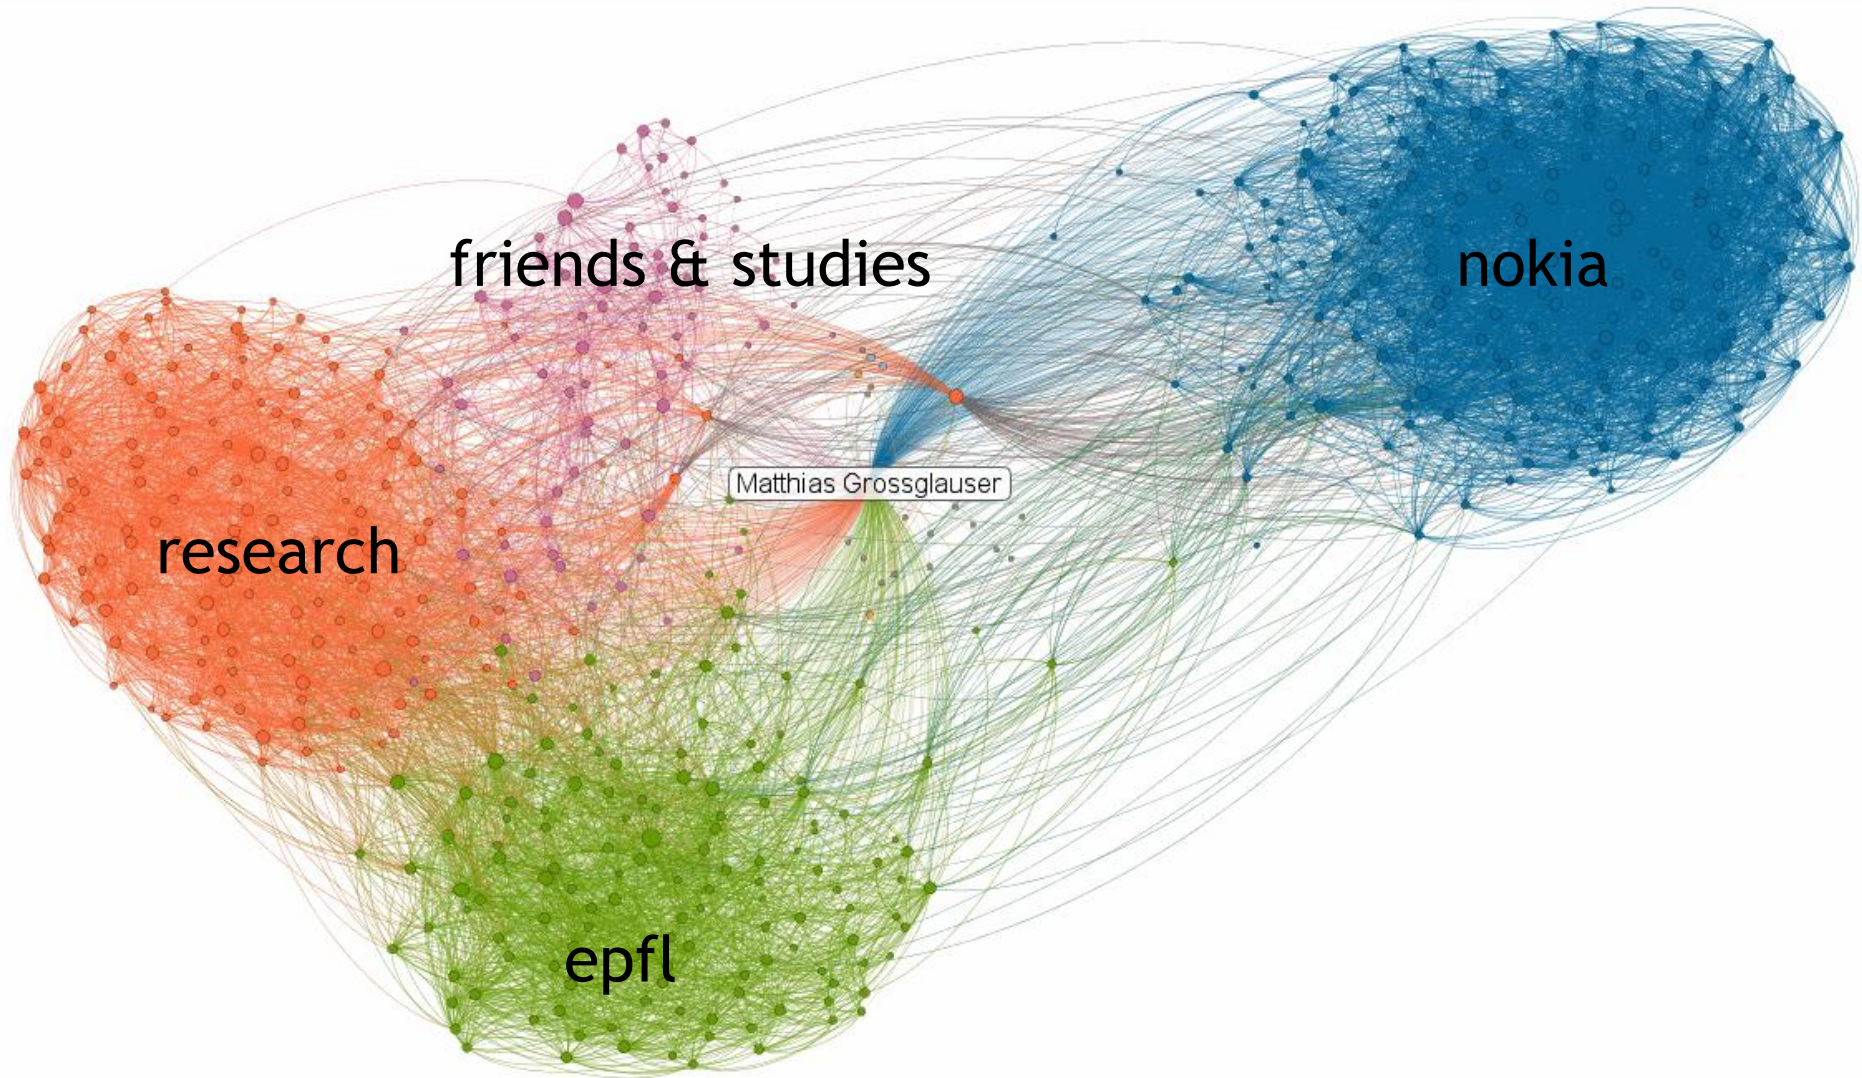 friends & studies
nokia
Matthias Grossglauser
research
epfl